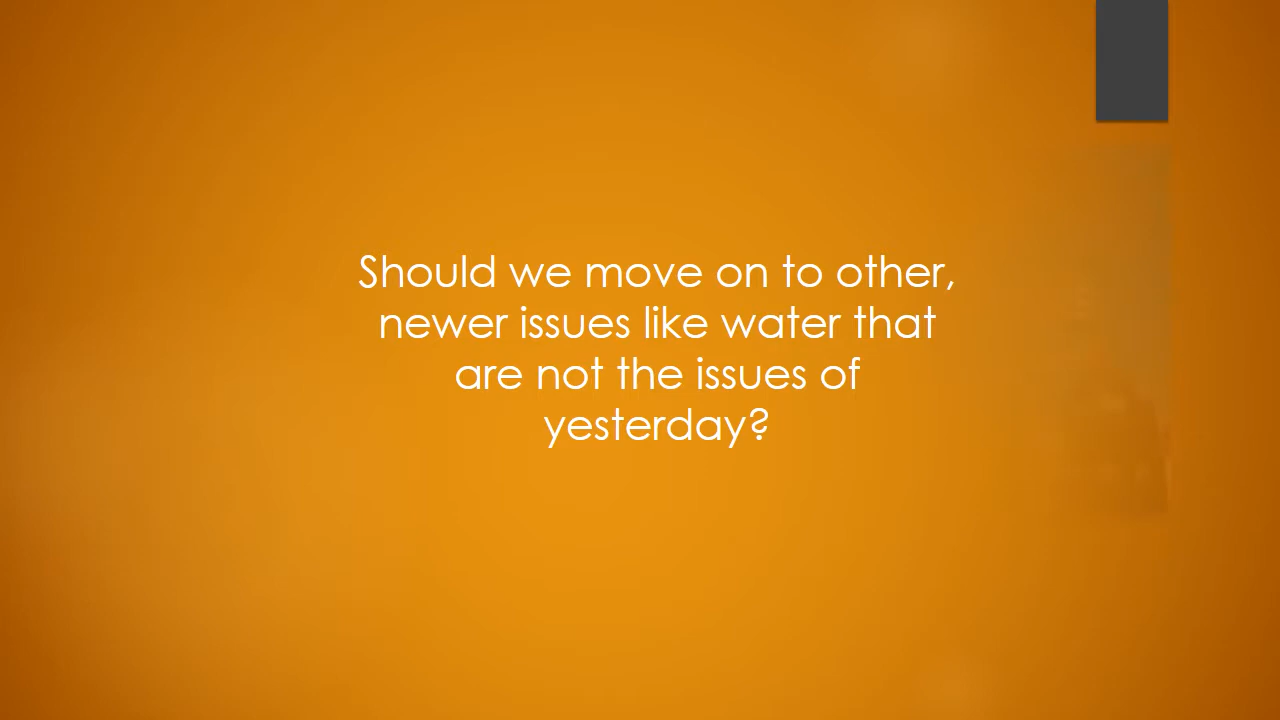 Should we move on to other,
newer issues like water that
are not the issues of
yesterday?